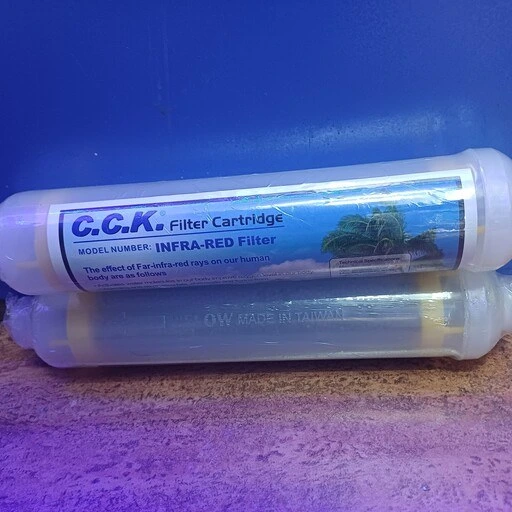 C.C.K.® Filter Cartridge
MODEL NUMBER: INFRA-RED Filter
The effect of Far-infra-red rays on our human
body are as follows
OW MADE IN TAIWAN